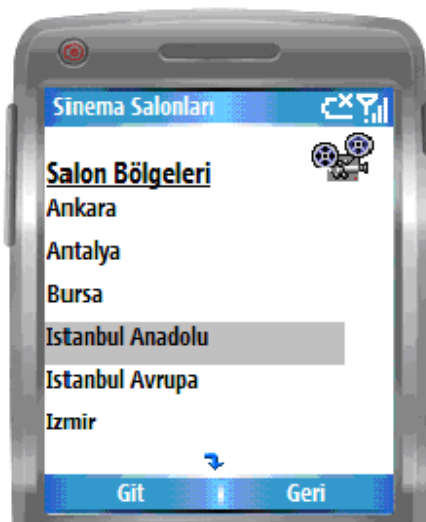 Sinema Salonları
Salon Bölgeleri
Ankara
Antalya
Bursa
Istanbul Anadolu
Istanbul Avrupa
Izmir
Git Geri